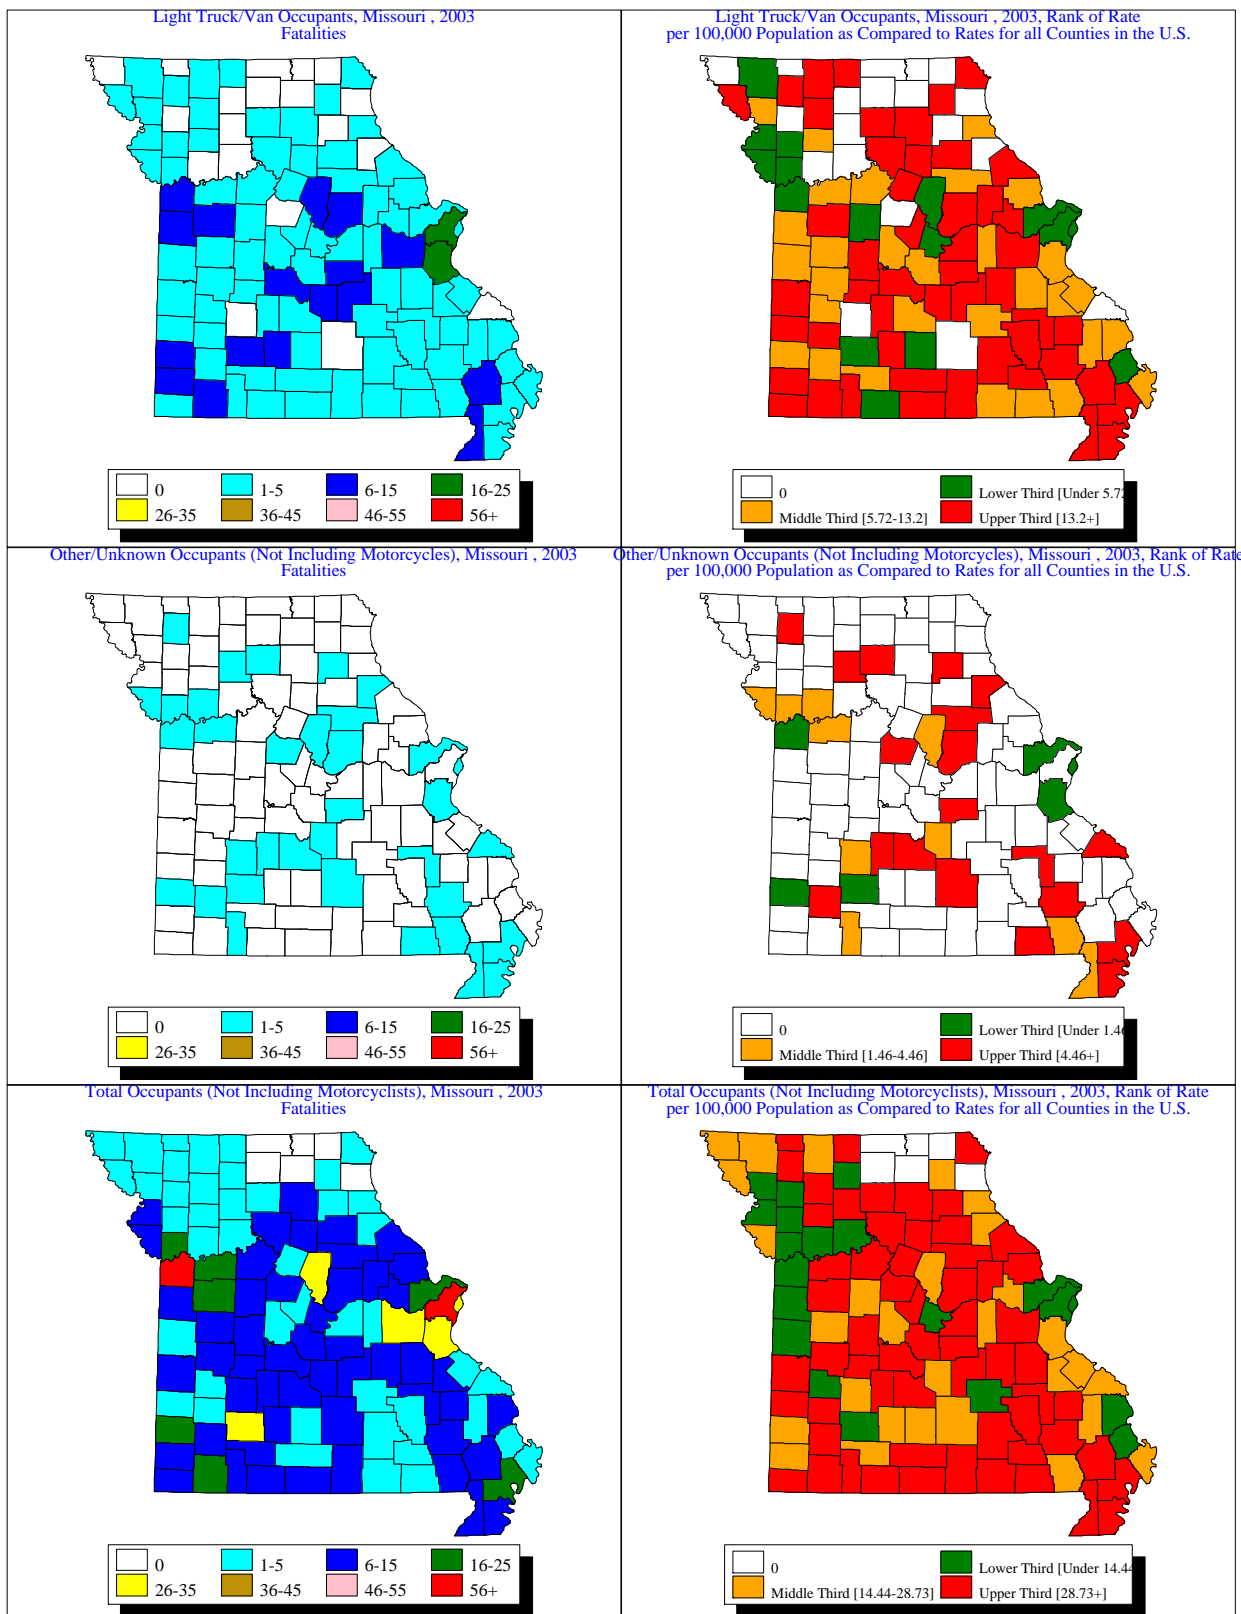 Light Truck/Van Occupants, Missouri , 2003
Fatalities
0
1-5
6-15
16-25
26-35
36-45
46-55
56+
Light Truck/Van Occupants, Missouri , 2003, Rank of Rate
per 100,000 Population as Compared to Rates for all Counties in the U.S.
0
Lower Third [Under 5.72
Middle Third [5.72-13.2]
Upper Third [13.2+]
Other/Unknown Occupants (Not Including Motorcycles), Missouri , 2003
Fatalities
0
1-5
6-15
16-25
26-35
36-45
46-55
56+
Other/Unknown Occupants (Not Including Motorcycles), Missouri , 2003, Rank of Rate
per 100,000 Population as Compared to Rates for all Counties in the U.S.
0
Lower Third [Under 1.46
Middle Third [1.46-4.46]
Upper Third [4.46+]
Total Occupants (Not Including Motorcyclists), Missouri , 2003
Fatalities
0
1-5
6-15
16-25
26-35
36-45
46-55
56+
Total Occupants (Not Including Motorcyclists), Missouri , 2003, Rank of Rate
per 100,000 Population as Compared to Rates for all Counties in the U.S.
0
Lower Third [Under 14.44
Middle Third [14.44-28.73]
Upper Third [28.73+]